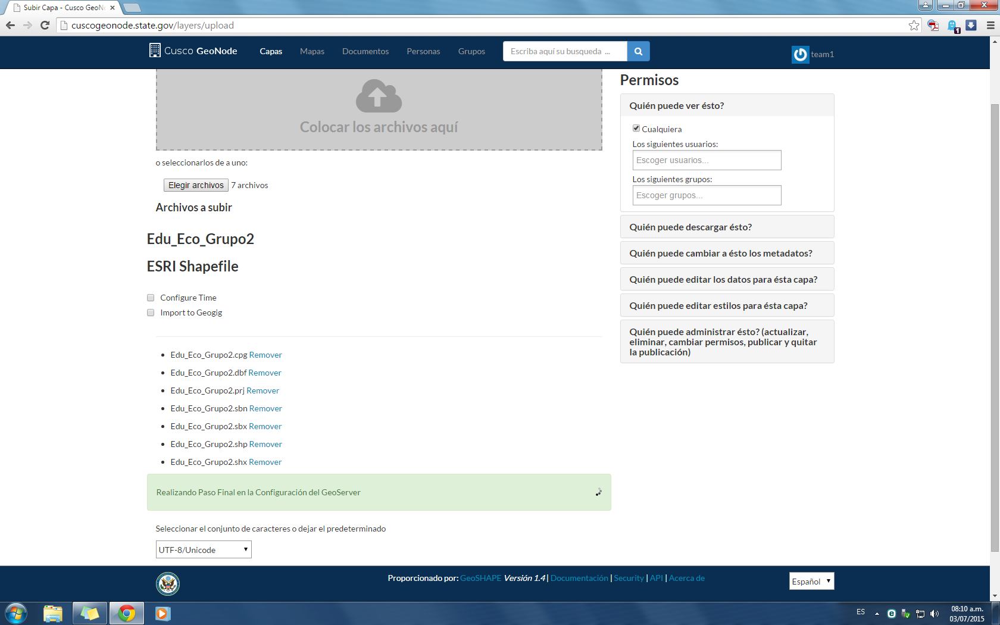 Subir Capa - Cusco GeoN
cuscogeonode.state.gov/layers/upload
1
Cusco GeoNode
Capas
Mapas
Documentos
Personas
Grupos
Escriba aquí su busqueda ...
team1
Colocar los archivos aquí
o seleccionarlos de a uno:
Elegir archivos 7 archivos
Archivos a subir
Edu_Eco_Grupo2
ESRI Shapefile
Configure Time
Import to Geogig
Edu_Eco_Grupo2.cpg Remover
Edu_Eco_Grupo2.dbf Remover
Edu_Eco_Grupo2.prj Remover
Edu_Eco_Grupo2.sbn Remover
Edu_Eco_Grupo2.sbx Remover
Edu_Eco_Grupo2.shp Remover
Edu_Eco_Grupo2.shx Remover
Realizando Paso Final en la Configuración del GeoServer
Seleccionar el conjunto de caracteres o dejar el predeterminado
UTF-8/Unicode
Permisos
Quién puede ver ésto?
Cualquiera
Los siguientes usuarios:
Escoger usuarios...
Los siguientes grupos:
Escoger grupos...
Quién puede descargar ésto?
Quién puede cambiar a ésto los metadatos?
Quién puede editar los datos para ésta capa?
Quién puede editar estilos para ésta capa?
Quién puede administrar ésto? (actualizar,
eliminar, cambiar permisos, publicar y quitar
la publicación)
Proporcionado por: GeoSHAPE Versión 1.4 | Documentación | Security | API | Acerca de
Español
ES
08:10 a.m.
03/07/2015